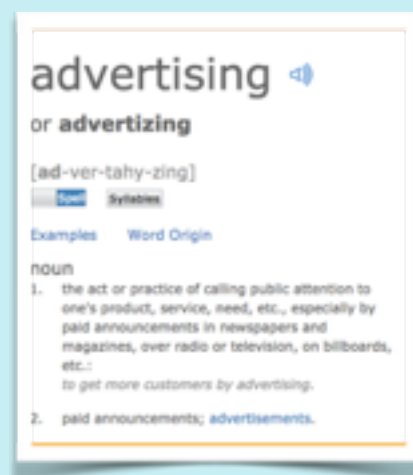 advertising
or advertizing
[ad-ver-tahy-zing]
Spell Syllables
Examples Word Origin
noun
1. the act or practice of calling public attention to
one's product, service, need, etc., especially by
paid announcements in newspapers and
magazines, over radio or television, on billboards,
etc.:
to get more customers by advertising.
2. paid announcements; advertisements.